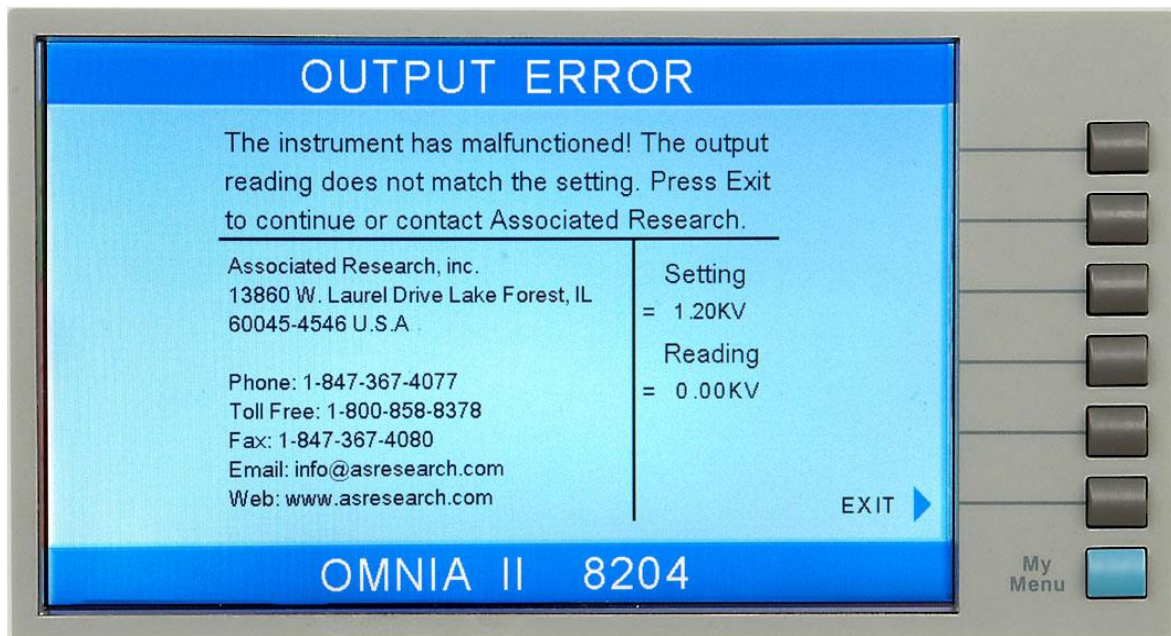 OUTPUT ERROR
The instrument has malfunctioned! The output
reading does not match the setting. Press Exit
to continue or contact Associated Research.
Associated Research, inc.
13860 W. Laurel Drive Lake Forest, IL
60045-4546 U.S.A
Phone: 1-847-367-4077
Toll Free: 1-800-858-8378
Fax: 1-847-367-4080
Email: info@asresearch.com
Web: www.asresearch.com
Setting
= 1.20KV
Reading
= 0.00KV
EXIT
OMNIA II 8204
My
Menu